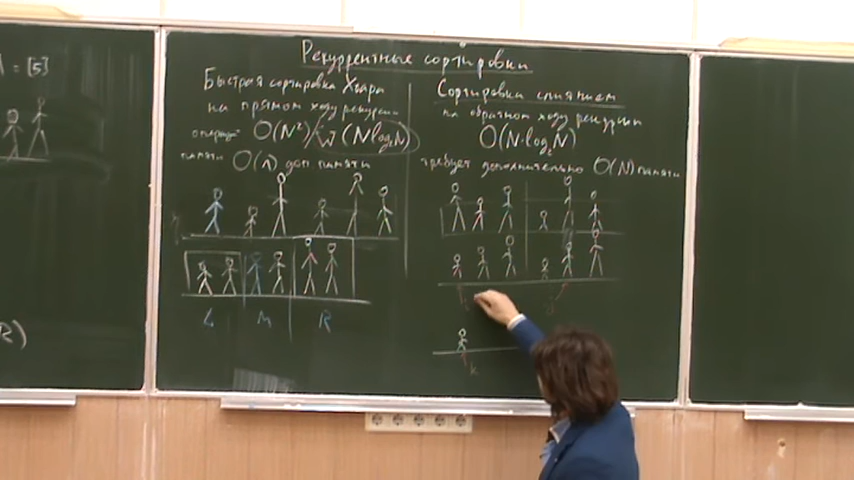 = [5]
Рекуррентные сортировки
Быстрая сортировка Хоара
на прямом ходу рекурсии
O(N²)/ (N log₂N)
памяти O(1) доп памяти
L M R
Сортировка слиянием
на обратном ходу рекурсии
O(N·log₂N)
требует дополнительно O(N) памяти
k
R)